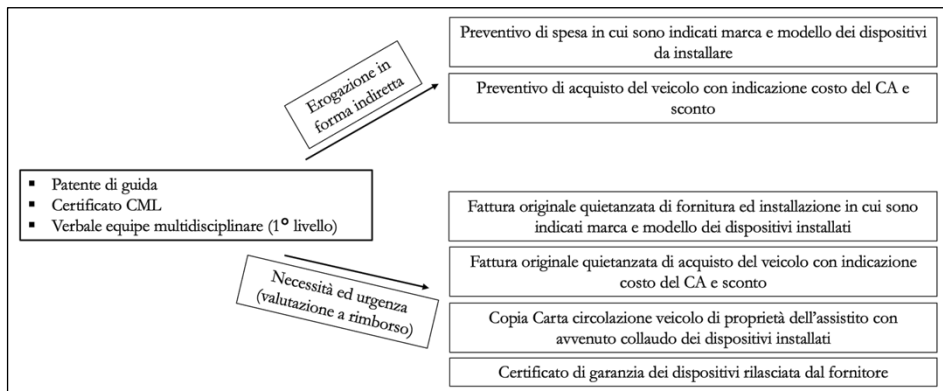 Preventivo di spesa in cui sono indicati marca e modello dei dispositivi
da installare
Erogazione in
forma indiretta
Preventivo di acquisto del veicolo con indicazione costo del CA e
sconto
▪ Patente di guida
▪ Certificato CML
▪ Verbale equipe multidisciplinare (1° livello)
Fattura originale quietanzata di fornitura ed installazione in cui sono
indicati marca e modello dei dispositivi installati
Necessità ed urgenza
(valutazione a rimborso)
Fattura originale quietanzata di acquisto del veicolo con indicazione
costo del CA e sconto
Copia Carta circolazione veicolo di proprietà dell'assistito con
avvenuto collaudo dei dispositivi installati
Certificato di garanzia dei dispositivi rilasciata dal fornitore